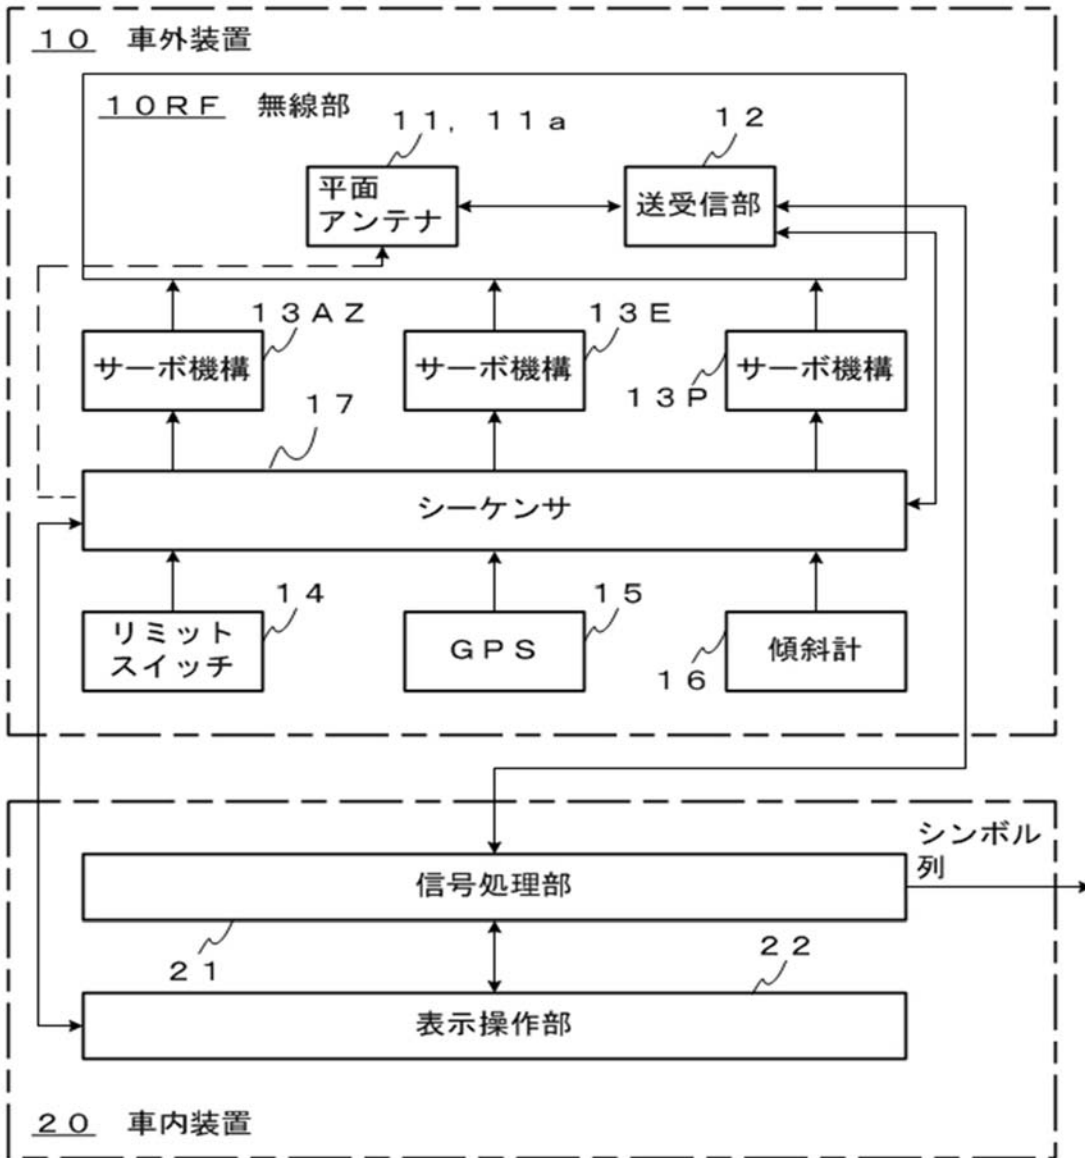 １０ 車外装置
１０ＲＦ 無線部
１１，１１ａ
１２
平面
アンテナ
送受信部
１３ＡＺ
１３Ｅ
サーボ機構
サーボ機構
１３Ｐ
サーボ機構
１７
シーケンサ
１４
１５
リミット
スイッチ
ＧＰＳ
１６
傾斜計
シンボル
列
信号処理部
２１
２２
表示操作部
２０ 車内装置